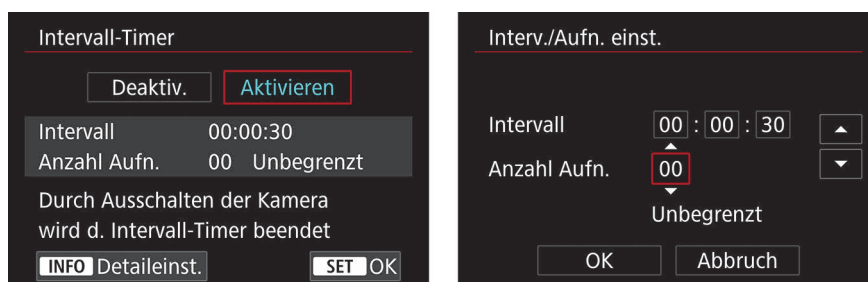 Intervall-Timer
Deaktiv. Aktivieren
Intervall 00:00:30
Anzahl Aufn. 00 Unbegrenzt
Durch Ausschalten der Kamera
wird d. Intervall-Timer beendet
INFO Detaileinst. SET OK
Interv./Aufn. einst.
Intervall 00 : 00 : 30
Anzahl Aufn. 00
Unbegrenzt
OK Abbruch